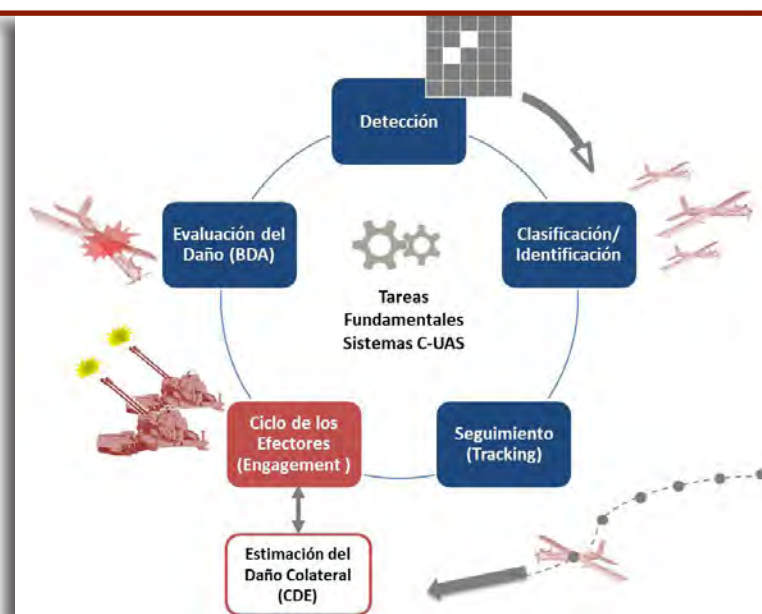 Detección
Clasificación/
Identificación
Seguimiento
(Tracking)
Ciclo de los
Efectores
(Engagement )
Estimación del
Daño Colateral
(CDE)
Evaluación del
Daño (BDA)
Tareas
Fundamentales
Sistemas C-UAS